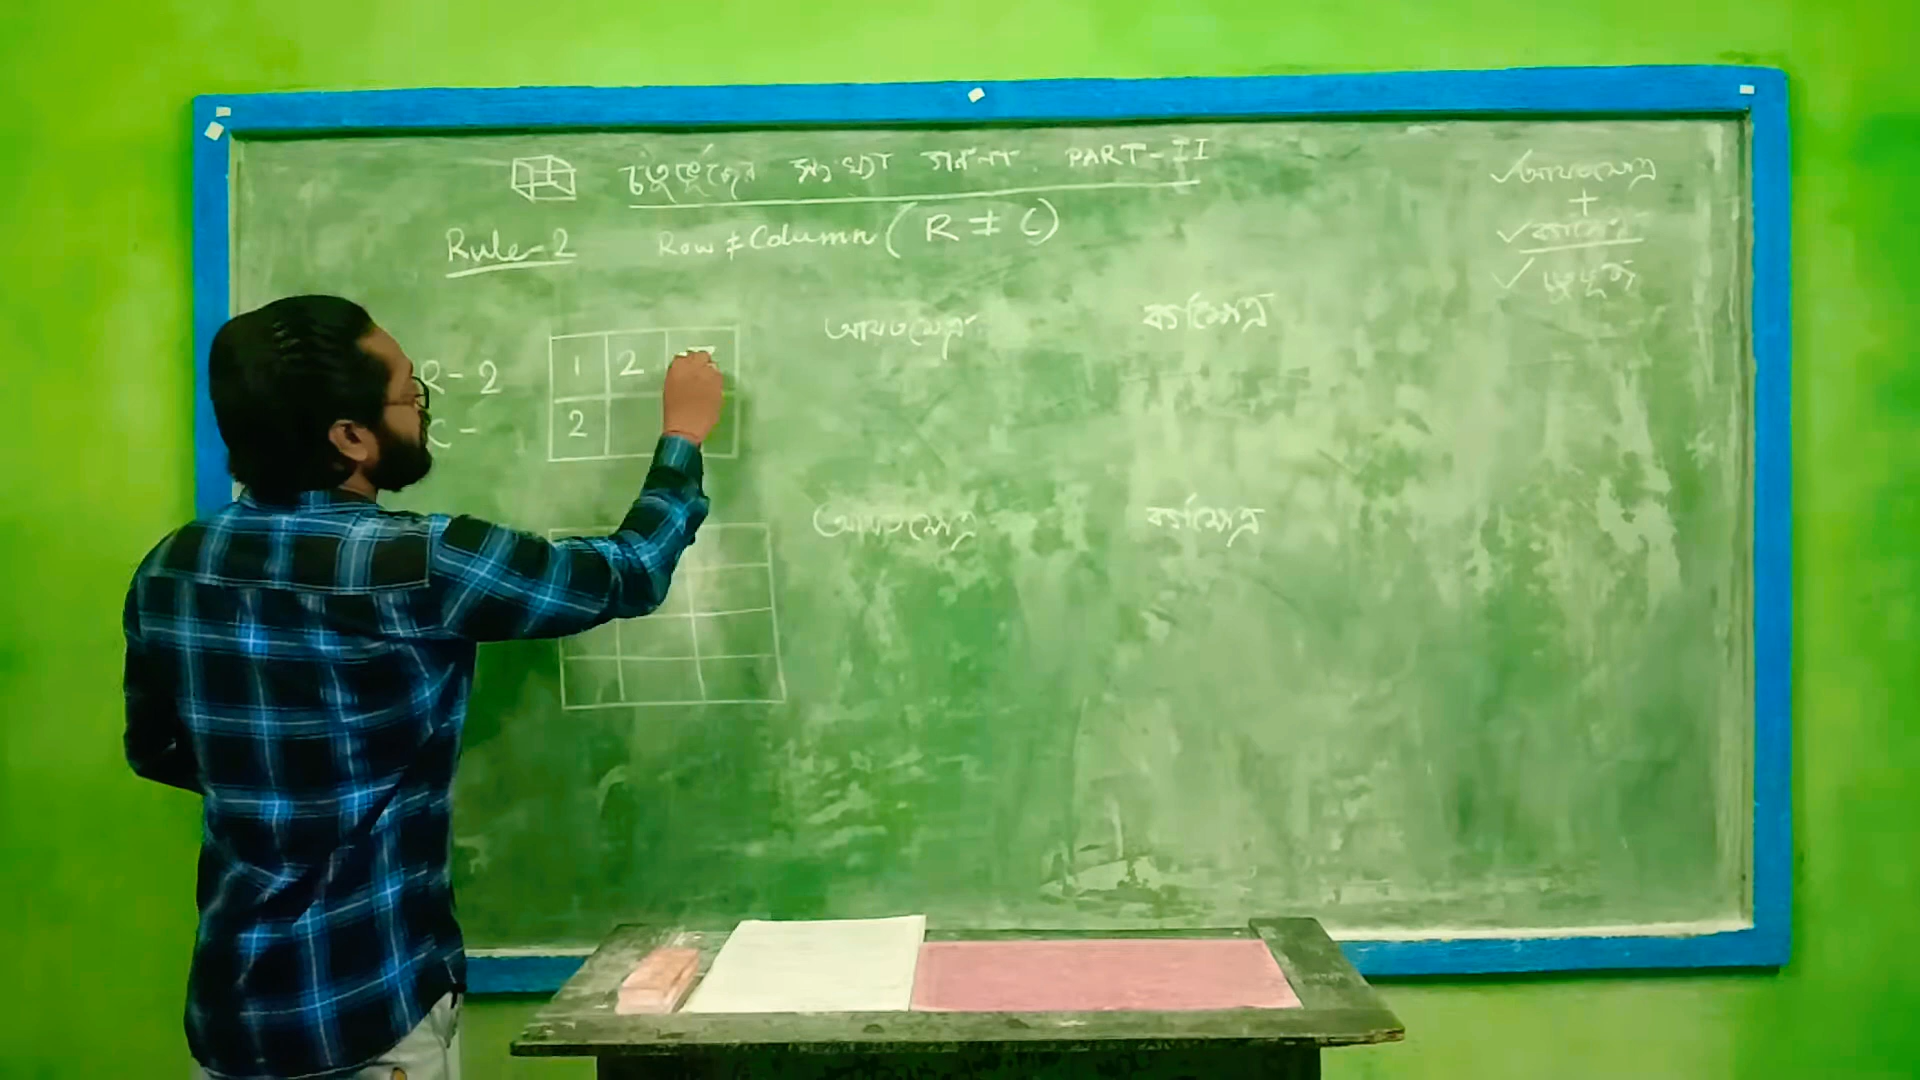 চতুর্ভুজের সংখ্যা গননা PART-II
Rule-2 Row ≠ Column (R ≠ C)
✓আয়তক্ষেত্র
+
✓বর্গক্ষেত্র
✓চতুর্ভুজ
আয়তক্ষেত্র বর্গক্ষেত্র
R - 2
C -
1 2
2
আয়তক্ষেত্র বর্গক্ষেত্র